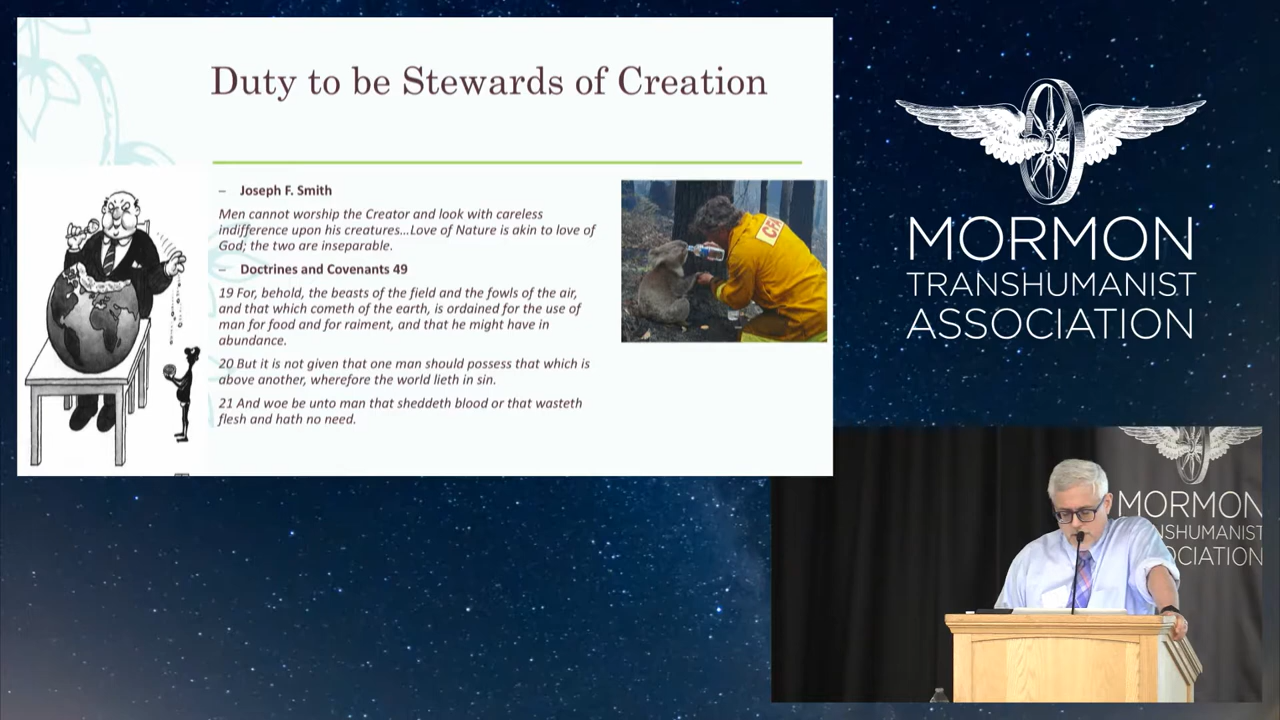 Duty to be Stewards of Creation
– Joseph F. Smith
Men cannot worship the Creator and look with careless
indifference upon his creatures...Love of Nature is akin to love of
God; the two are inseparable.
– Doctrines and Covenants 49
19 For, behold, the beasts of the field and the fowls of the air,
and that which cometh of the earth, is ordained for the use of
man for food and for raiment, and that he might have in
abundance.
20 But it is not given that one man should possess that which is
above another, wherefore the world lieth in sin.
21 And woe be unto man that sheddeth blood or that wasteth
flesh and hath no need.
CFA
MORMON
TRANSHUMANIST
ASSOCIATION
MORMON
NSHUMANIST
OCIATION